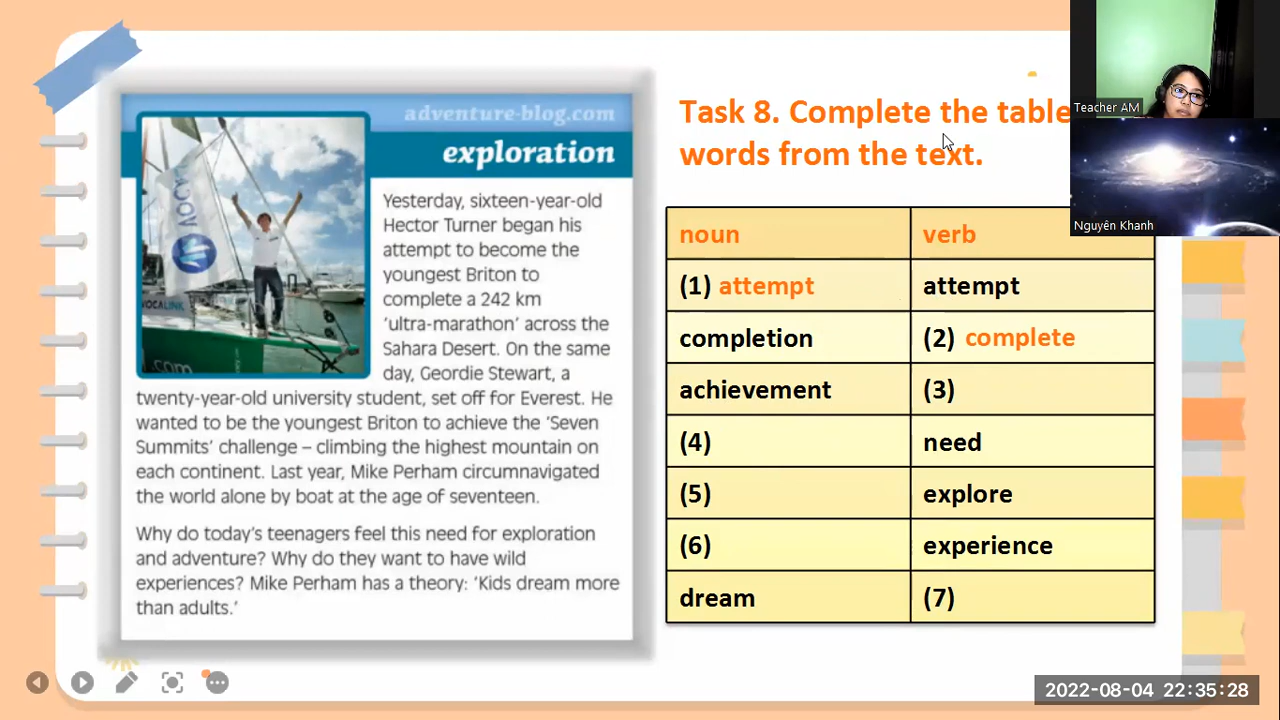 adventure-blog.com
exploration
VOCA
VOCALINK
.com
Yesterday, sixteen-year-old
Hector Turner began his
attempt to become the
youngest Briton to
complete a 242 km
'ultra-marathon' across the
Sahara Desert. On the same
day, Geordie Stewart, a
twenty-year-old university student, set off for Everest. He
wanted to be the youngest Briton to achieve the 'Seven
Summits' challenge – climbing the highest mountain on
each continent. Last year, Mike Perham circumnavigated
the world alone by boat at the age of seventeen.
Why do today's teenagers feel this need for exploration
and adventure? Why do they want to have wild
experiences? Mike Perham has a theory: 'Kids dream more
than adults.'
Task 8. Complete the table
words from the text.
noun verb
(1) attempt attempt
completion (2) complete
achievement (3)
(4) need
(5) explore
(6) experience
dream (7)
Teacher AM
Nguyên Khanh
2022-08-04 22:35:28